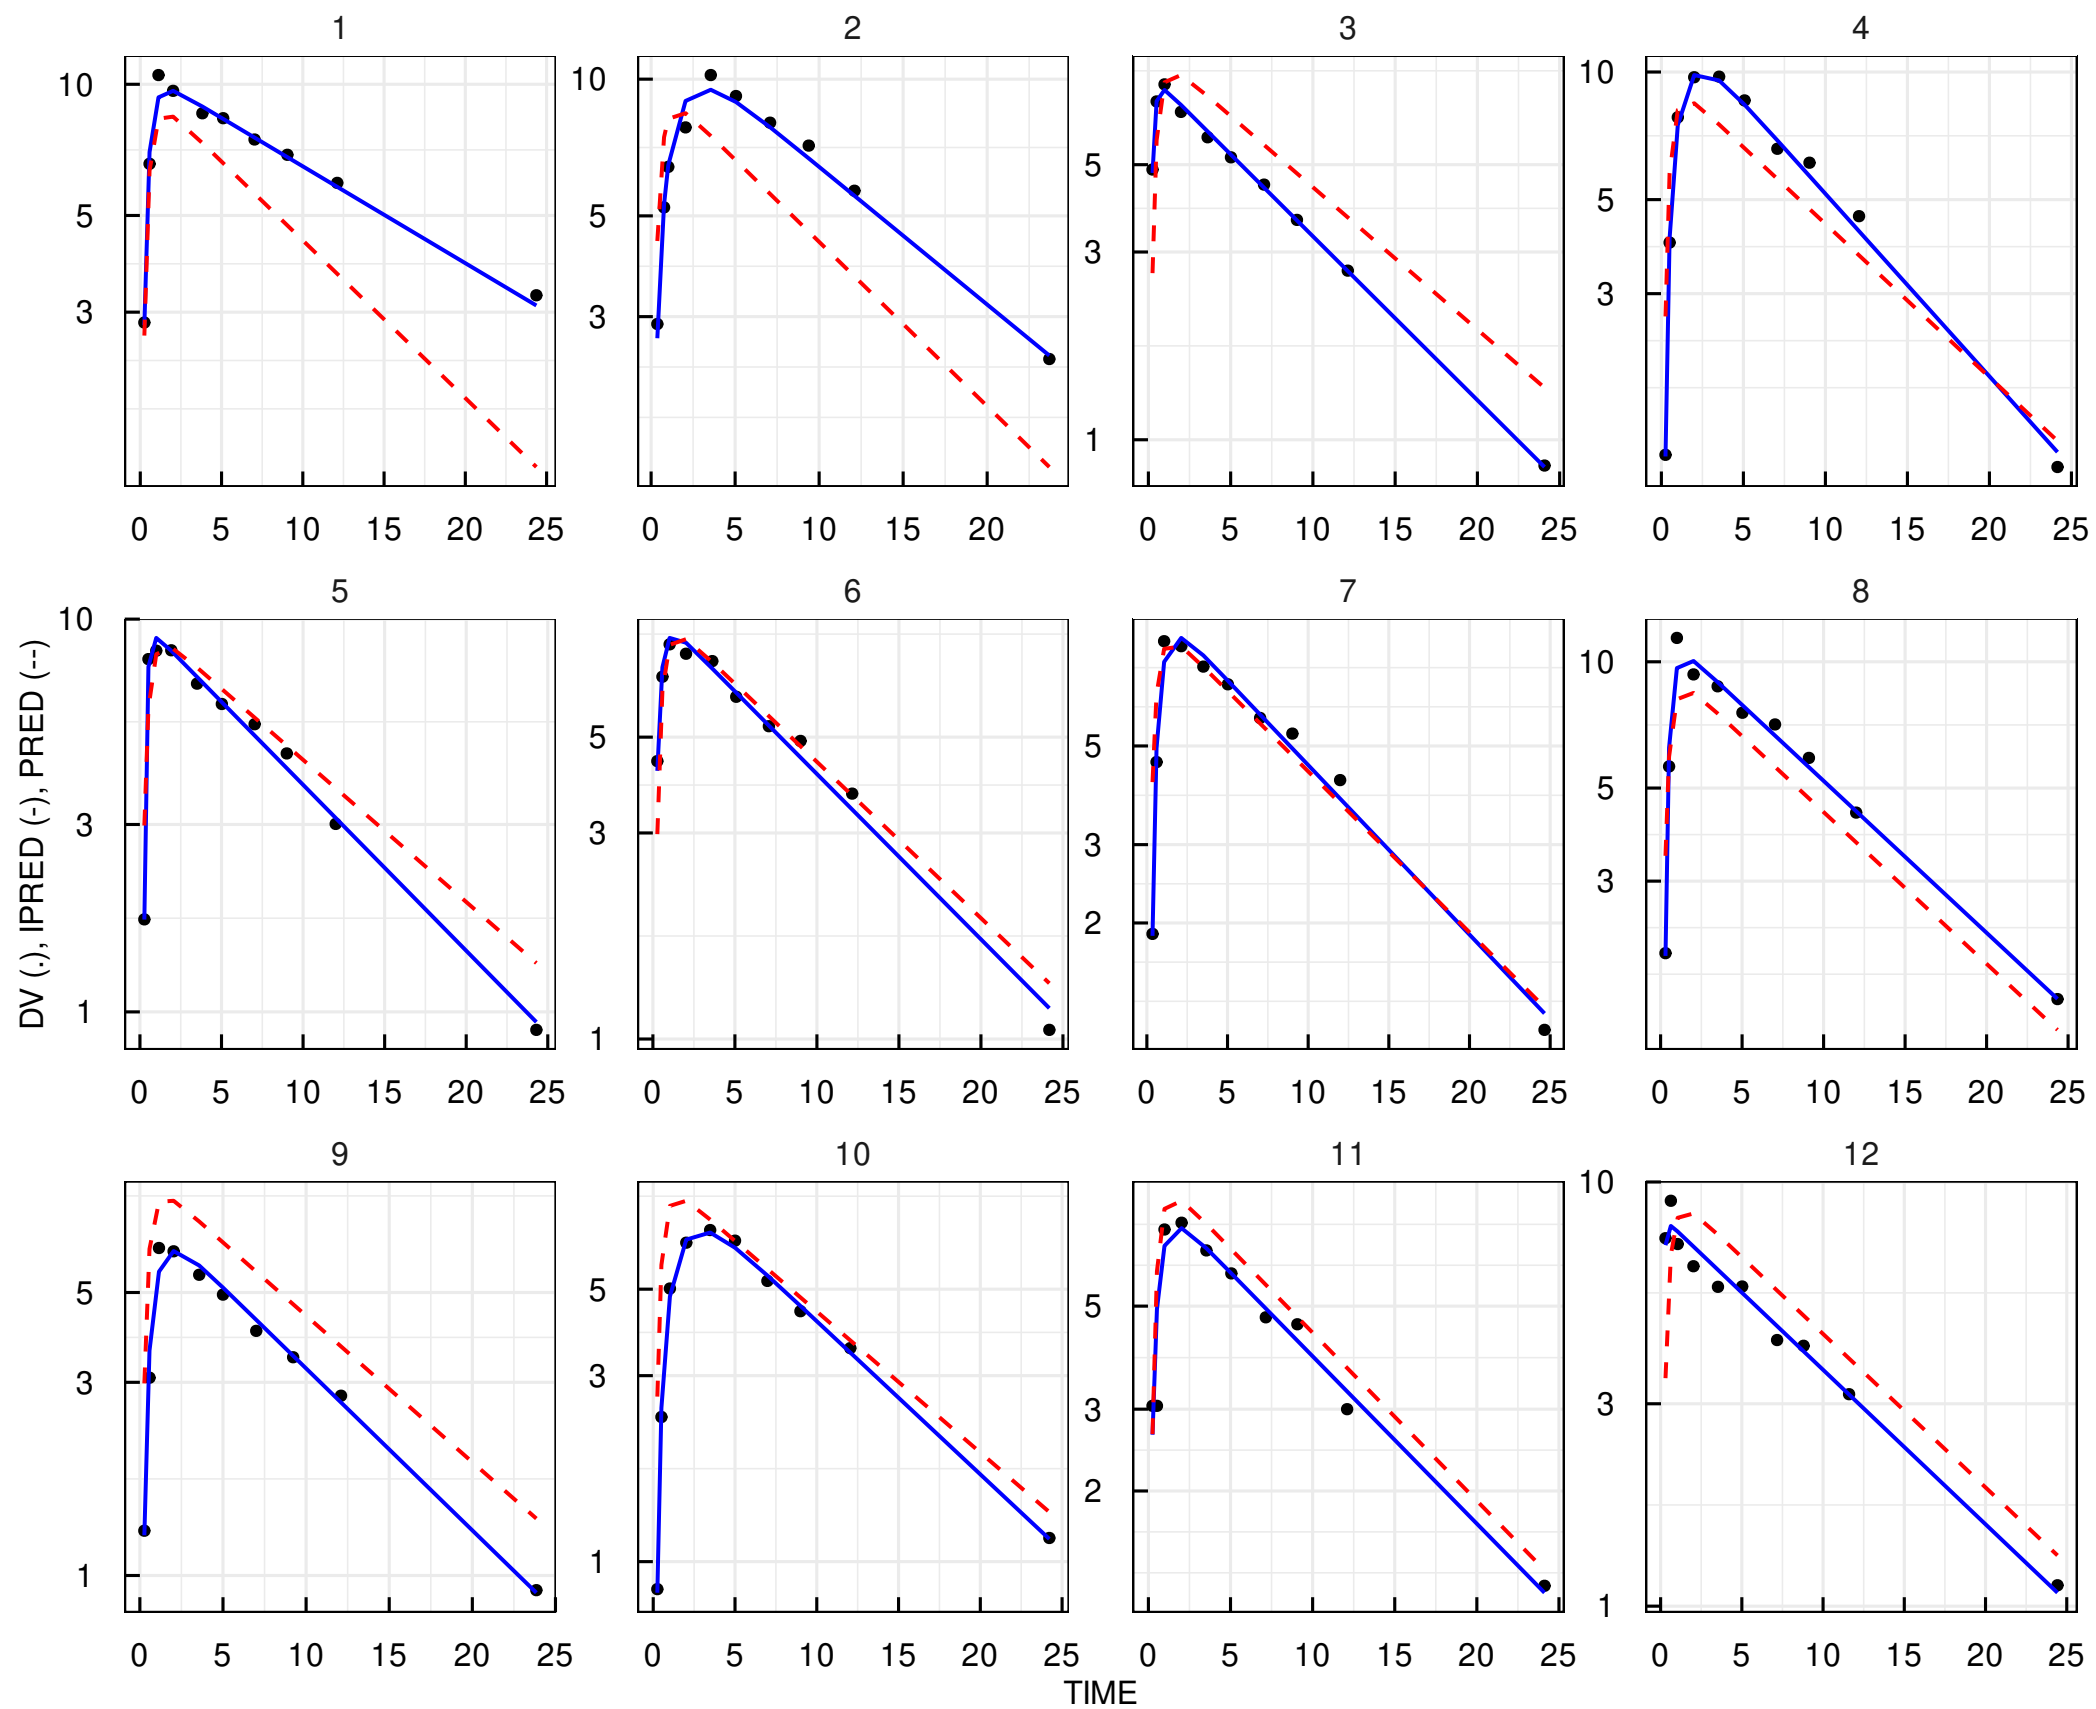 1 2 3 4
10 10 5 10
5 5 3 5
3 3 1 3
0 5 10 15 20 25 0 5 10 15 20 0 5 10 15 20 25 0 5 10 15 20 25
5 6 7 8
10 5 5 10
3 3 3 5
1 1 2 3
0 5 10 15 20 25 0 5 10 15 20 25 0 5 10 15 20 25 0 5 10 15 20 25
9 10 11 12
5 5 5 10
3 3 3 3
1 1 2 1
0 5 10 15 20 25 0 5 10 15 20 25 0 5 10 15 20 25 0 5 10 15 20 25
TIME
DV (.), IPRED (-), PRED (--)